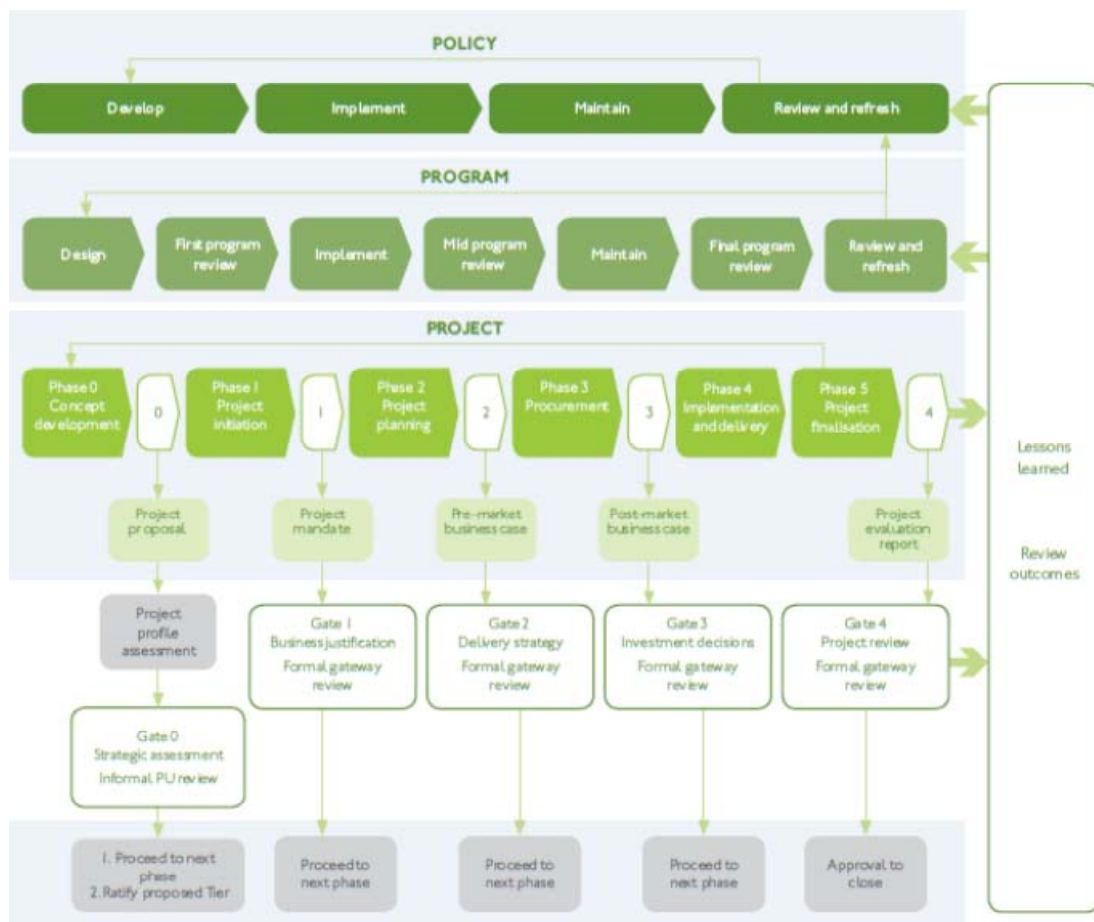 POLICY
Develop
Implement
Maintain
Review and refresh
PROGRAM
Design
First program
review
Implement
Mid program
review
Maintain
Final program
review
Review and
refresh
PROJECT
Phase 0
Concept
development
0
Phase 1
Project
initiation
1
Phase 2
Project
planning
2
Phase 3
Procurement
3
Phase 4
Implementation
and delivery
Phase 5
Project
finalisation
4
Project
proposal
Project
mandate
Pre-market
business case
Post-market
business case
Project
evaluation
report
Lessons
learned
Review
outcomes
Project
profile
assessment
Gate 1
Business justification
Formal gateway
review
Gate 2
Delivery strategy
Formal gateway
review
Gate 3
Investment decisions
Formal gateway
review
Gate 4
Project review
Formal gateway
review
Gate 0
Strategic assessment
Informal PU review
1. Proceed to next
phase
2. Ratify proposed Tier
Proceed to
next phase
Proceed to
next phase
Proceed to
next phase
Approval to
close